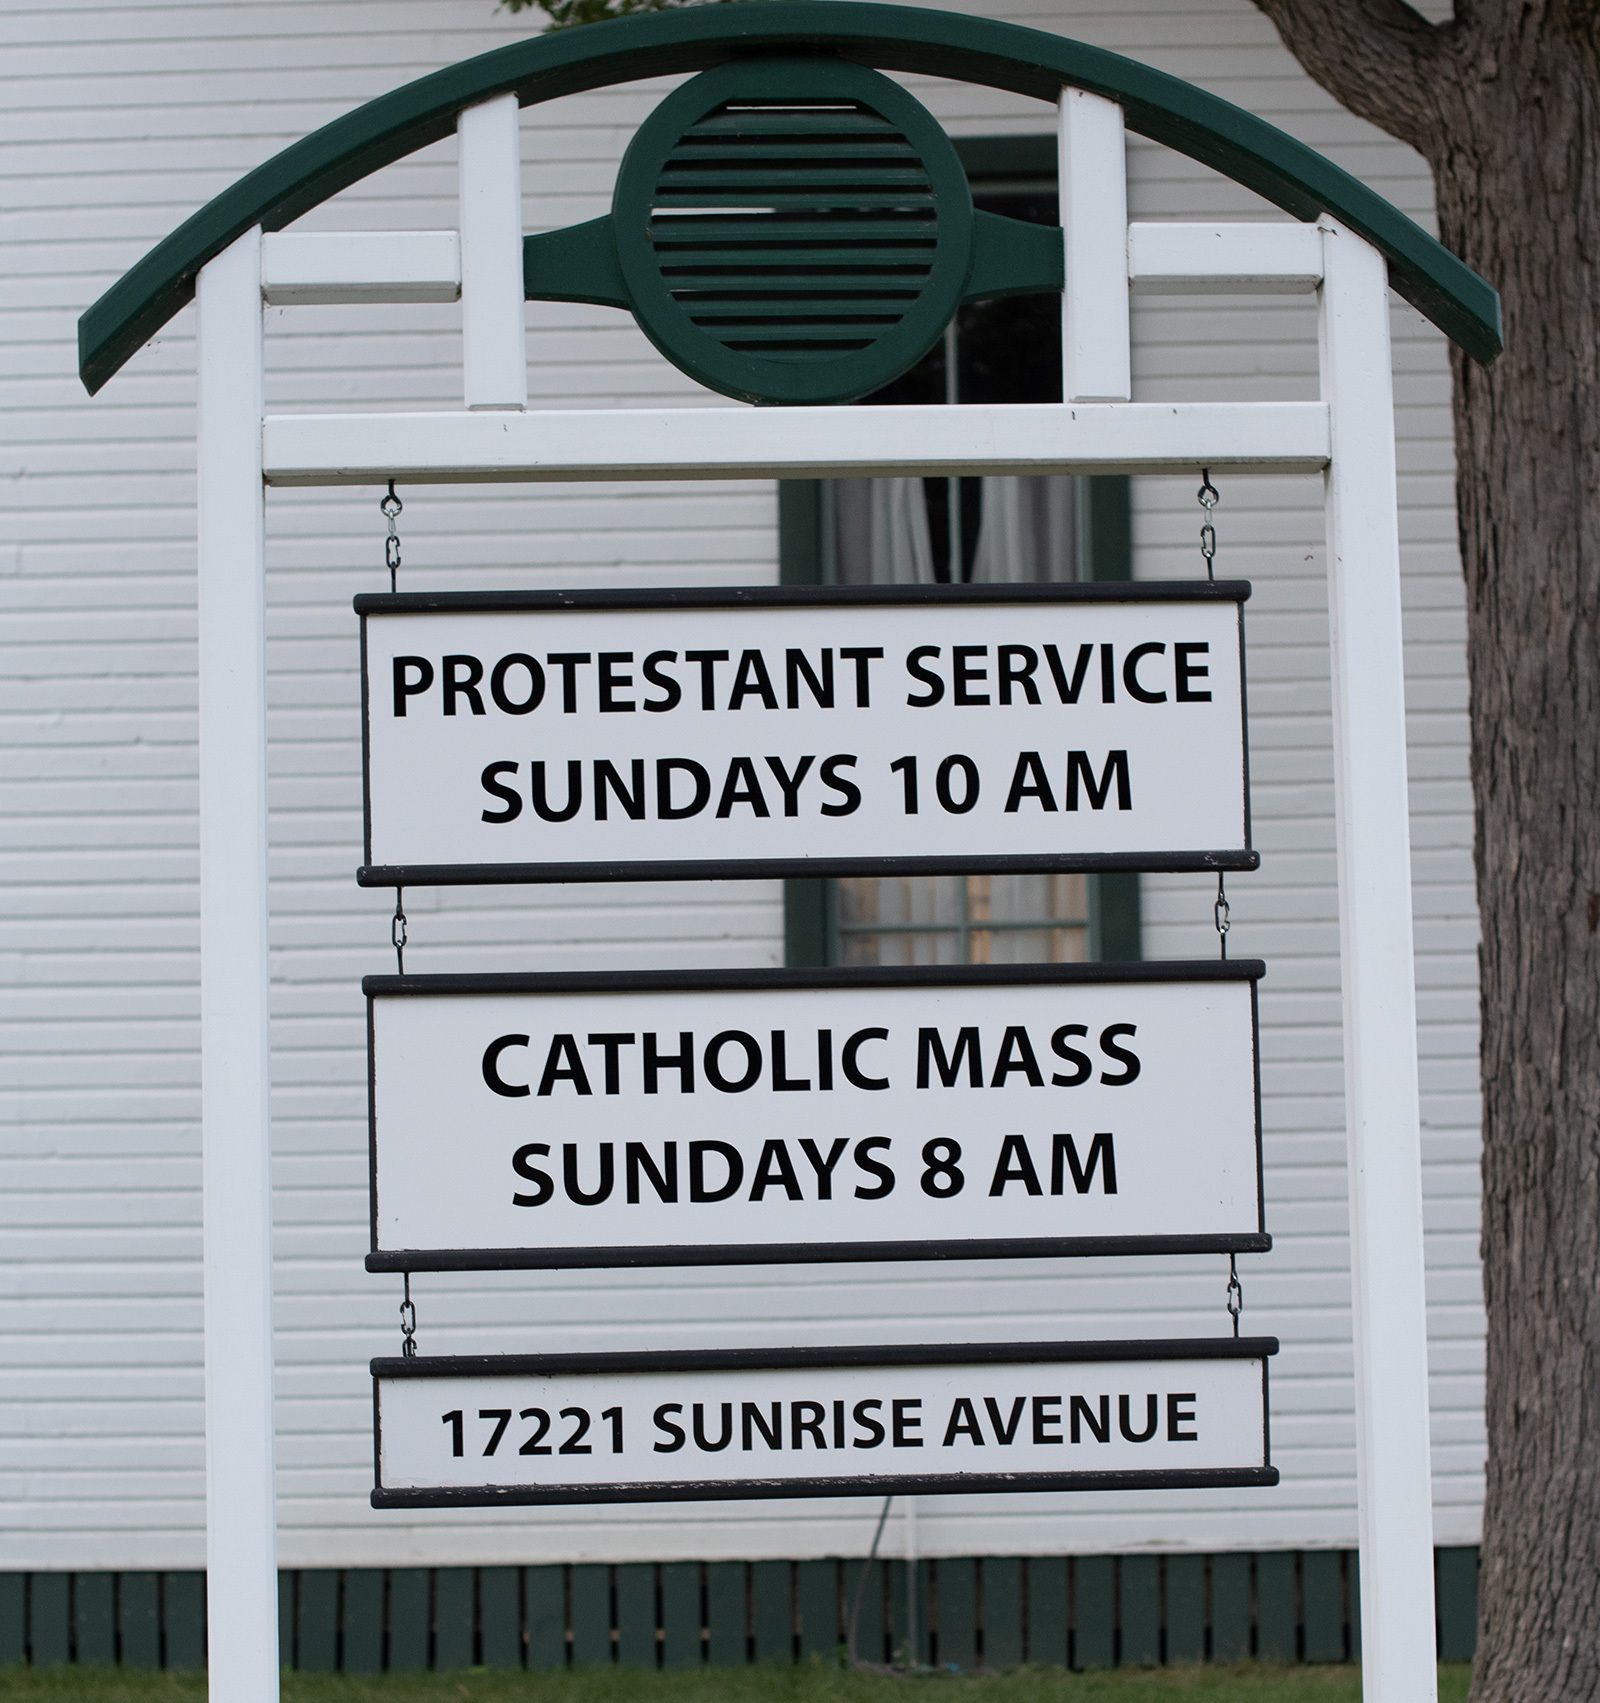 PROTESTANT SERVICE
SUNDAYS 10 AM
CATHOLIC MASS
SUNDAYS 8 AM
17221 SUNRISE AVENUE